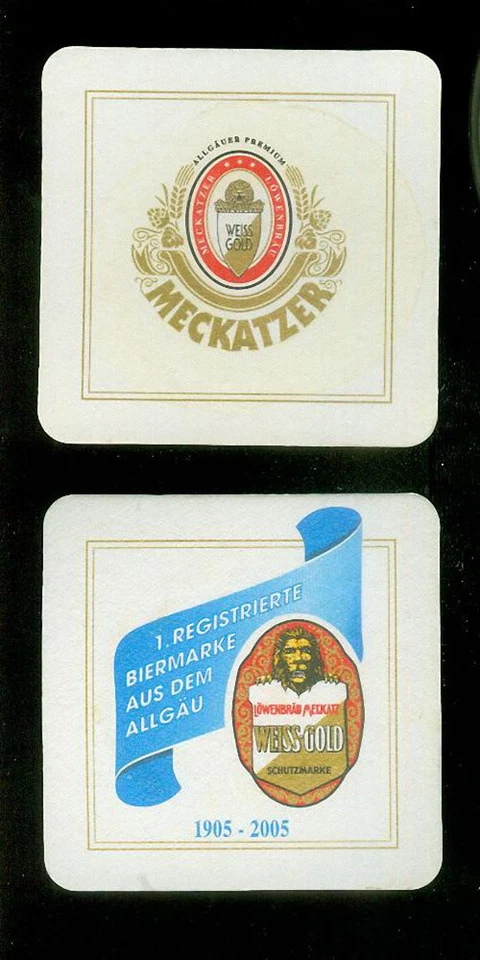 ALLGÄUER PREMIUM
MECKATZER LÖWENBRÄU
WEISS
GOLD
MECKATZER
1. REGISTRIERTE
BIERMARKE
AUS DEM
ALLGÄU
LÖWENBRÄU MECKATZ
WEISS-GOLD
SCHUTZMARKE
1905 - 2005